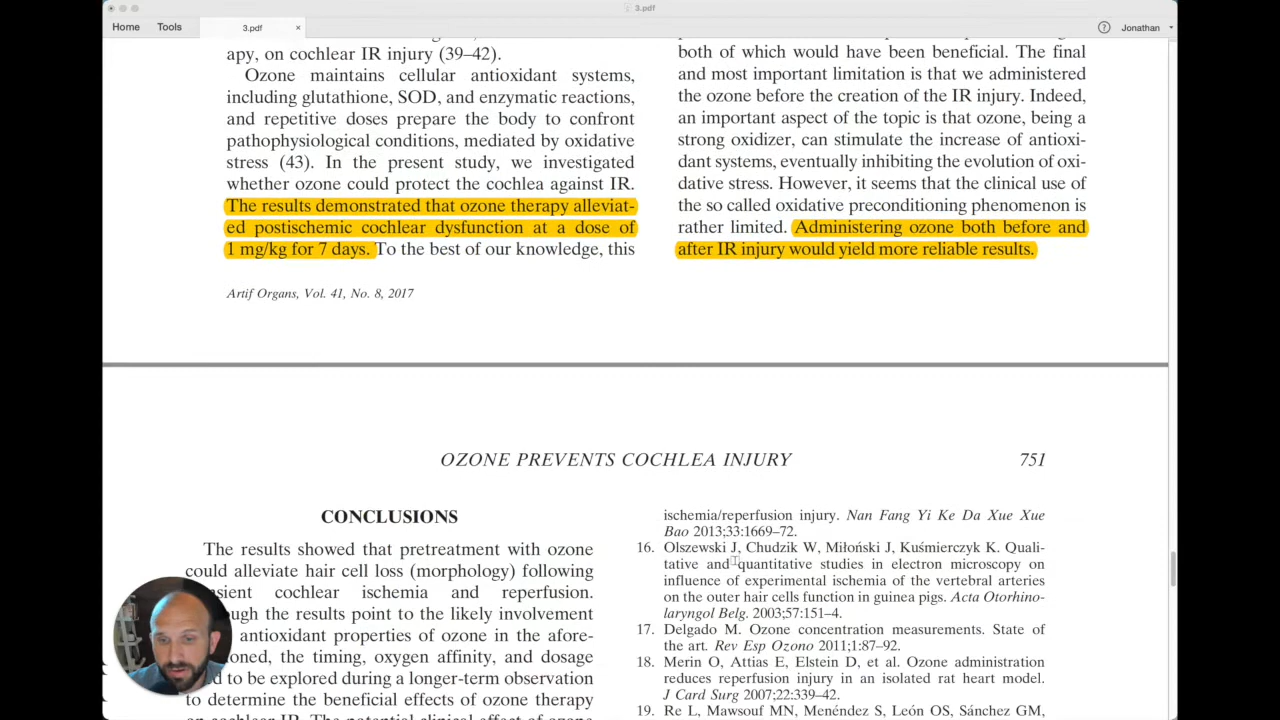 3.pdf
Home
Tools
3.pdf
×
?
Jonathan
apy, on cochlear IR injury (39–42).
Ozone maintains cellular antioxidant systems,
including glutathione, SOD, and enzymatic reactions,
and repetitive doses prepare the body to confront
pathophysiological conditions, mediated by oxidative
stress (43). In the present study, we investigated
whether ozone could protect the cochlea against IR.
The results demonstrated that ozone therapy alleviat-
ed postischemic cochlear dysfunction at a dose of
1 mg/kg for 7 days. To the best of our knowledge, this
Artif Organs, Vol. 41, No. 8, 2017
both of which would have been beneficial. The final
and most important limitation is that we administered
the ozone before the creation of the IR injury. Indeed,
an important aspect of the topic is that ozone, being a
strong oxidizer, can stimulate the increase of antioxi-
dant systems, eventually inhibiting the evolution of oxi-
dative stress. However, it seems that the clinical use of
the so called oxidative preconditioning phenomenon is
rather limited. Administering ozone both before and
after IR injury would yield more reliable results.
OZONE PREVENTS COCHLEA INJURY
751
CONCLUSIONS
The results showed that pretreatment with ozone
could alleviate hair cell loss (morphology) following
cochlear ischemia and reperfusion.
the results point to the likely involvement
antioxidant properties of ozone in the afore-
the timing, oxygen affinity, and dosage
to be explored during a longer-term observation
to determine the beneficial effects of ozone therapy
on cochlear IR. The potential clinical effect of ozone
ischemia/reperfusion injury. Nan Fang Yi Ke Da Xue Xue
Bao 2013;33:1669–72.
16. Olszewski J, Chudzik W, Miłoński J, Kuśmierczyk K. Quali-
tative and quantitative studies in electron microscopy on
influence of experimental ischemia of the vertebral arteries
on the outer hair cells function in guinea pigs. Acta Otorhino-
laryngol Belg. 2003;57:151–4.
17. Delgado M. Ozone concentration measurements. State of
the art. Rev Esp Ozono 2011;1:87–92.
18. Merin O, Attias E, Elstein D, et al. Ozone administration
reduces reperfusion injury in an isolated rat heart model.
J Card Surg 2007;22:339–42.
19. Re L, Mawsouf MN, Menéndez S, León OS, Sánchez GM,